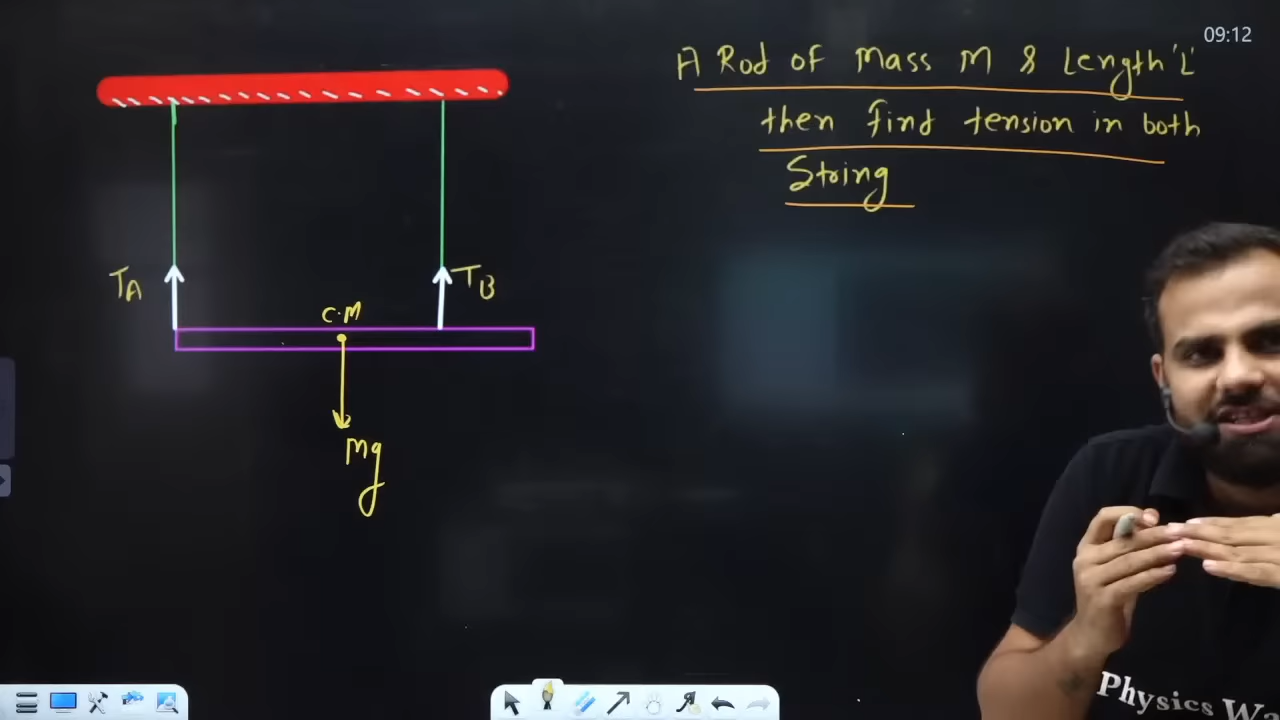 09:12
A Rod of Mass M & Length 'L'
then find tension in both
String
TA
TB
C.M
Mg
Physics Wa